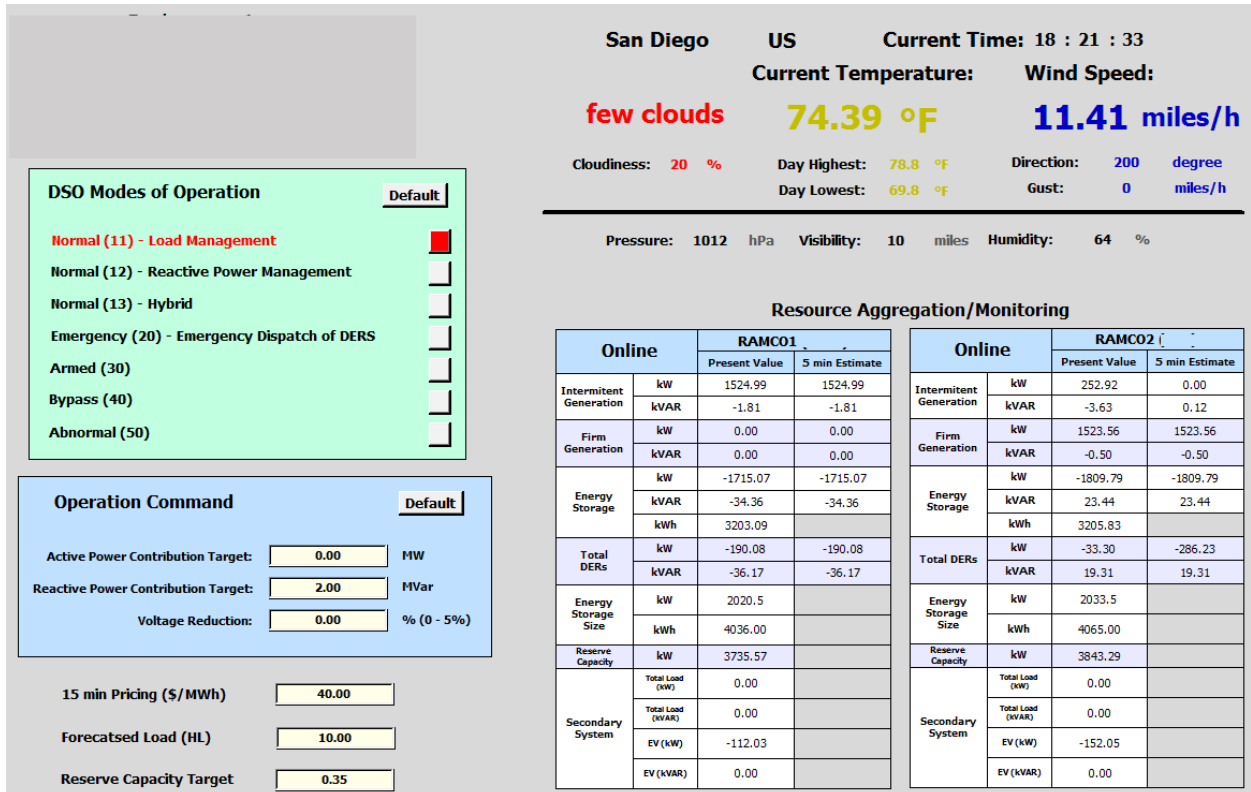 San Diego US Current Time: 18 : 21 : 33
Current Temperature: Wind Speed:
few clouds 74.39 °F 11.41 miles/h
Cloudiness: 20 % Day Highest: 78.8 °F Direction: 200 degree
Day Lowest: 69.8 °F Gust: 0 miles/h
Pressure: 1012 hPa Visibility: 10 miles Humidity: 64 %
DSO Modes of Operation Default
Normal (11) - Load Management
Normal (12) - Reactive Power Management
Normal (13) - Hybrid
Emergency (20) - Emergency Dispatch of DERS
Armed (30)
Bypass (40)
Abnormal (50)
Operation Command Default
Active Power Contribution Target: 0.00 MW
Reactive Power Contribution Target: 2.00 MVar
Voltage Reduction: 0.00 % (0 - 5%)
15 min Pricing ($/MWh) 40.00
Forecatsed Load (HL) 10.00
Reserve Capacity Target 0.35
Resource Aggregation/Monitoring
Online RAMCO1
Present Value 5 min Estimate
Intermitent Generation kW 1524.99 1524.99
kVAR -1.81 -1.81
Firm Generation kW 0.00 0.00
kVAR 0.00 0.00
Energy Storage kW -1715.07 -1715.07
kVAR -34.36 -34.36
kWh 3203.09
Total DERs kW -190.08 -190.08
kVAR -36.17 -36.17
Energy Storage Size kW 2020.5
kWh 4036.00
Reserve Capacity kW 3735.57
Secondary System Total Load (kW) 0.00
Total Load (kVAR) 0.00
EV (kW) -112.03
EV (kVAR) 0.00
Online RAMCO2
Present Value 5 min Estimate
Intermitent Generation kW 252.92 0.00
kVAR -3.63 0.12
Firm Generation kW 1523.56 1523.56
kVAR -0.50 -0.50
Energy Storage kW -1809.79 -1809.79
kVAR 23.44 23.44
kWh 3205.83
Total DERs kW -33.30 -286.23
kVAR 19.31 19.31
Energy Storage Size kW 2033.5
kWh 4065.00
Reserve Capacity kW 3843.29
Secondary System Total Load (kW) 0.00
Total Load (kVAR) 0.00
EV (kW) -152.05
EV (kVAR) 0.00